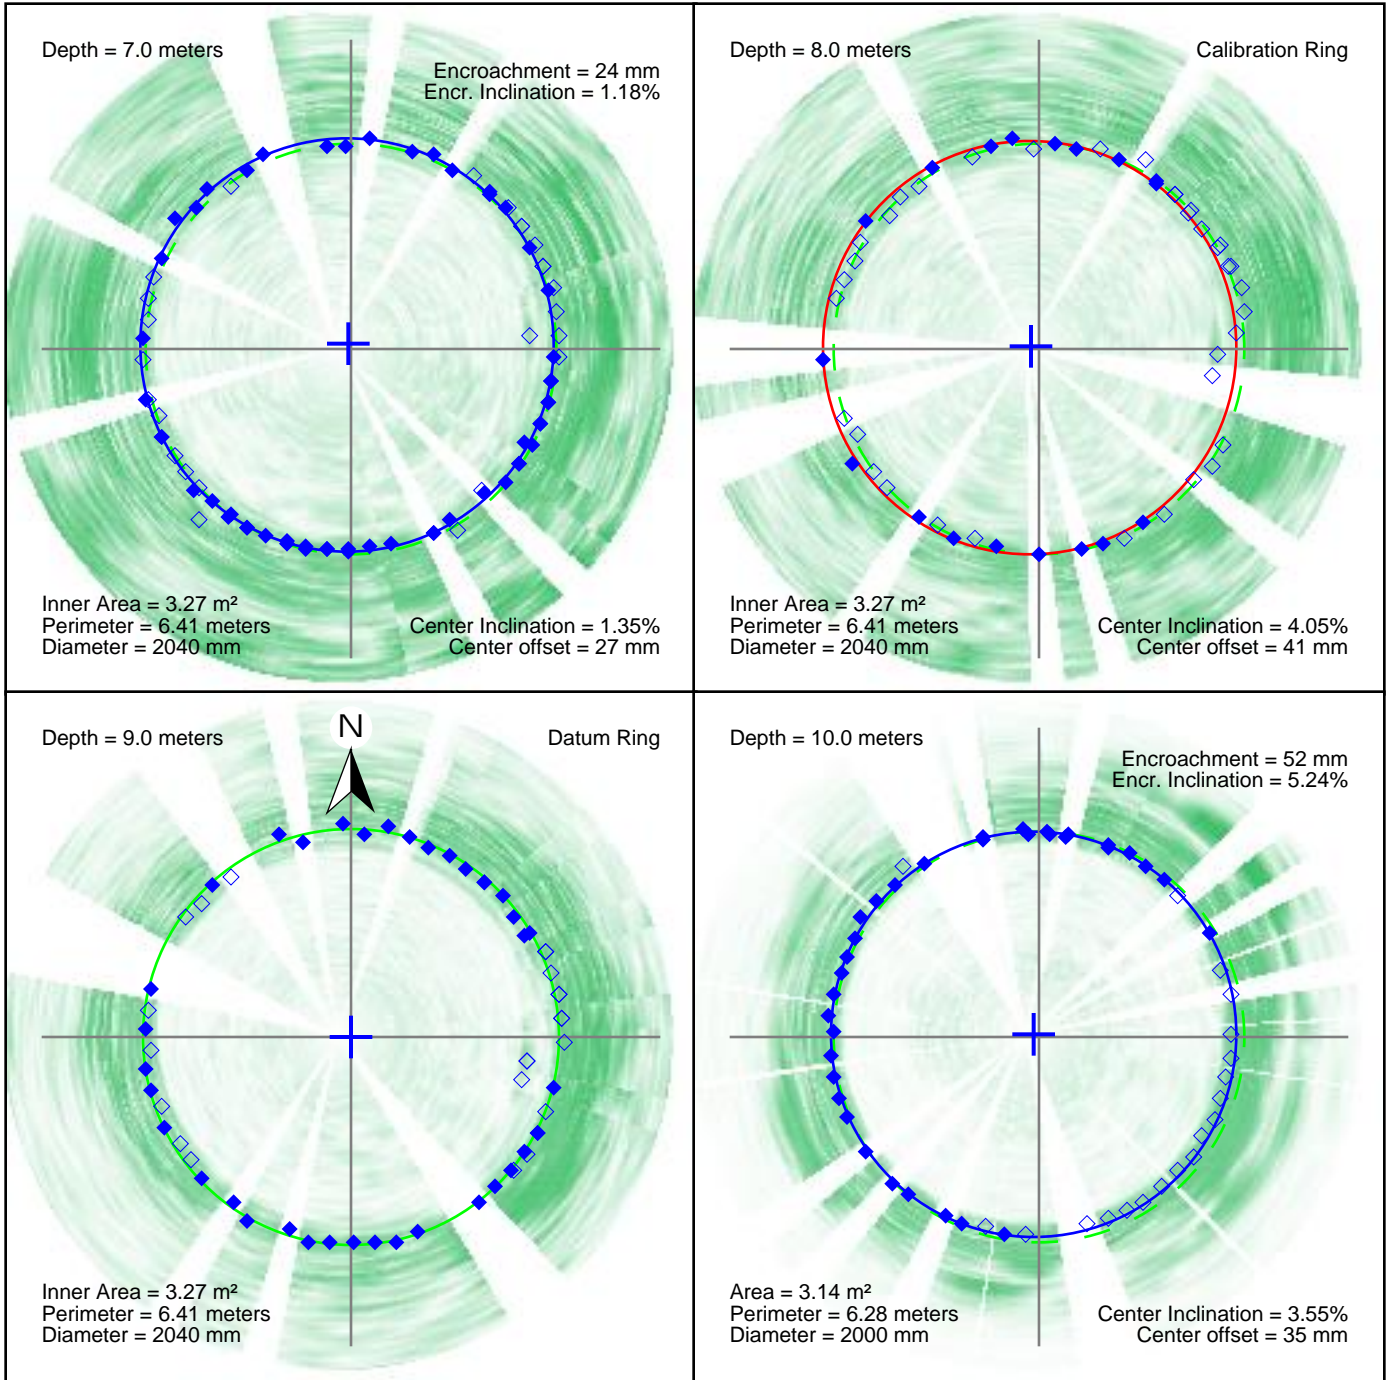 Depth = 7.0 meters
Encroachment = 24 mm
Encr. Inclination = 1.18%
Inner Area = 3.27 m²
Perimeter = 6.41 meters
Diameter = 2040 mm
Center Inclination = 1.35%
Center offset = 27 mm
Depth = 8.0 meters
Calibration Ring
Inner Area = 3.27 m²
Perimeter = 6.41 meters
Diameter = 2040 mm
Center Inclination = 4.05%
Center offset = 41 mm
Depth = 9.0 meters
N
Datum Ring
Inner Area = 3.27 m²
Perimeter = 6.41 meters
Diameter = 2040 mm
Depth = 10.0 meters
Encroachment = 52 mm
Encr. Inclination = 5.24%
Area = 3.14 m²
Perimeter = 6.28 meters
Diameter = 2000 mm
Center Inclination = 3.55%
Center offset = 35 mm